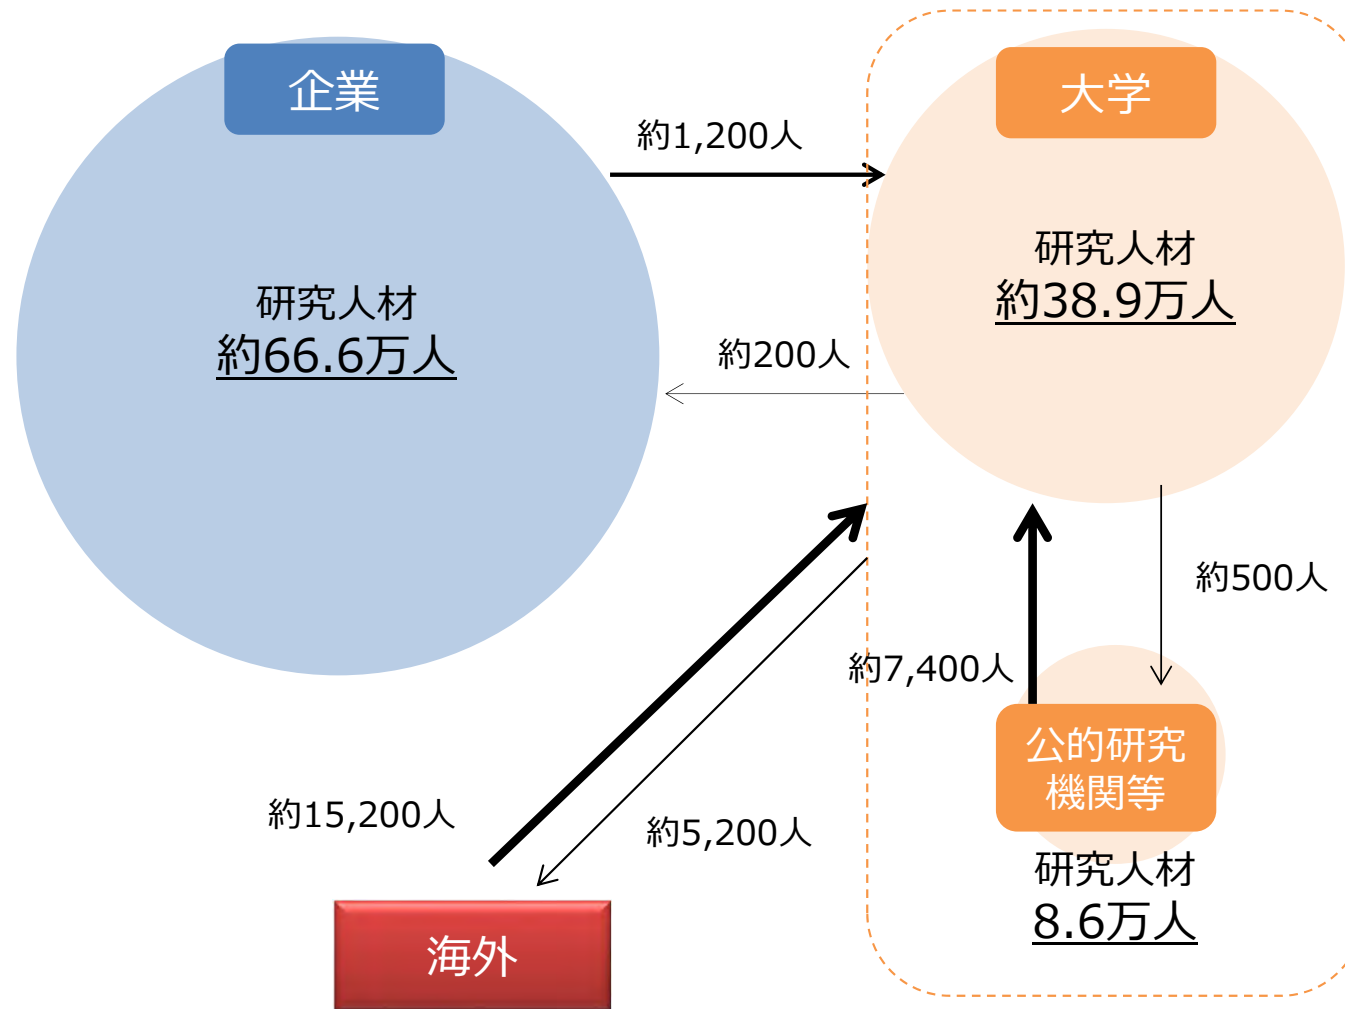 企業
大学
約1,200人
研究人材
約38.9万人
研究人材
約66.6万人
約200人
約500人
約7,400人
公的研究
機関等
約15,200人
約5,200人
研究人材
8.6万人
海外